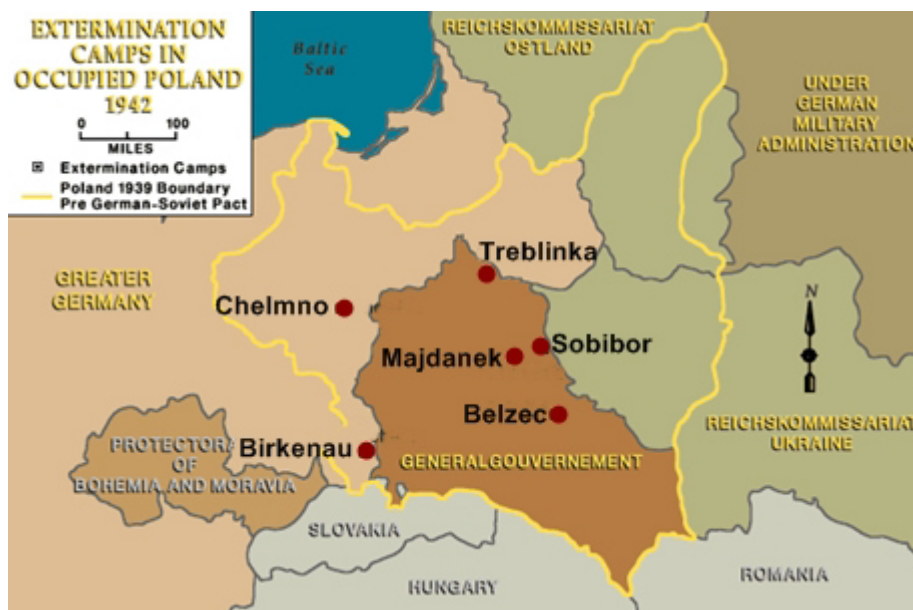 EXTERMINATION
CAMPS IN
OCCUPIED POLAND
1942
0 100
MILES
Extermination Camps
Poland 1939 Boundary
Pre German-Soviet Pact
Baltic
Sea
REICHSKOMMISSARIAT
OSTLAND
UNDER
GERMAN
MILITARY
ADMINISTRATION
GREATER
GERMANY
Treblinka
Chelmno
N
Sobibor
Majdanek
Belzec
REICHSKOMMISSARIAT
UKRAINE
Birkenau
PROTECTORA
OF
BOHEMIA AND MORAVIA
GENERALGOUVERNEMENT
SLOVAKIA
HUNGARY
ROMANIA